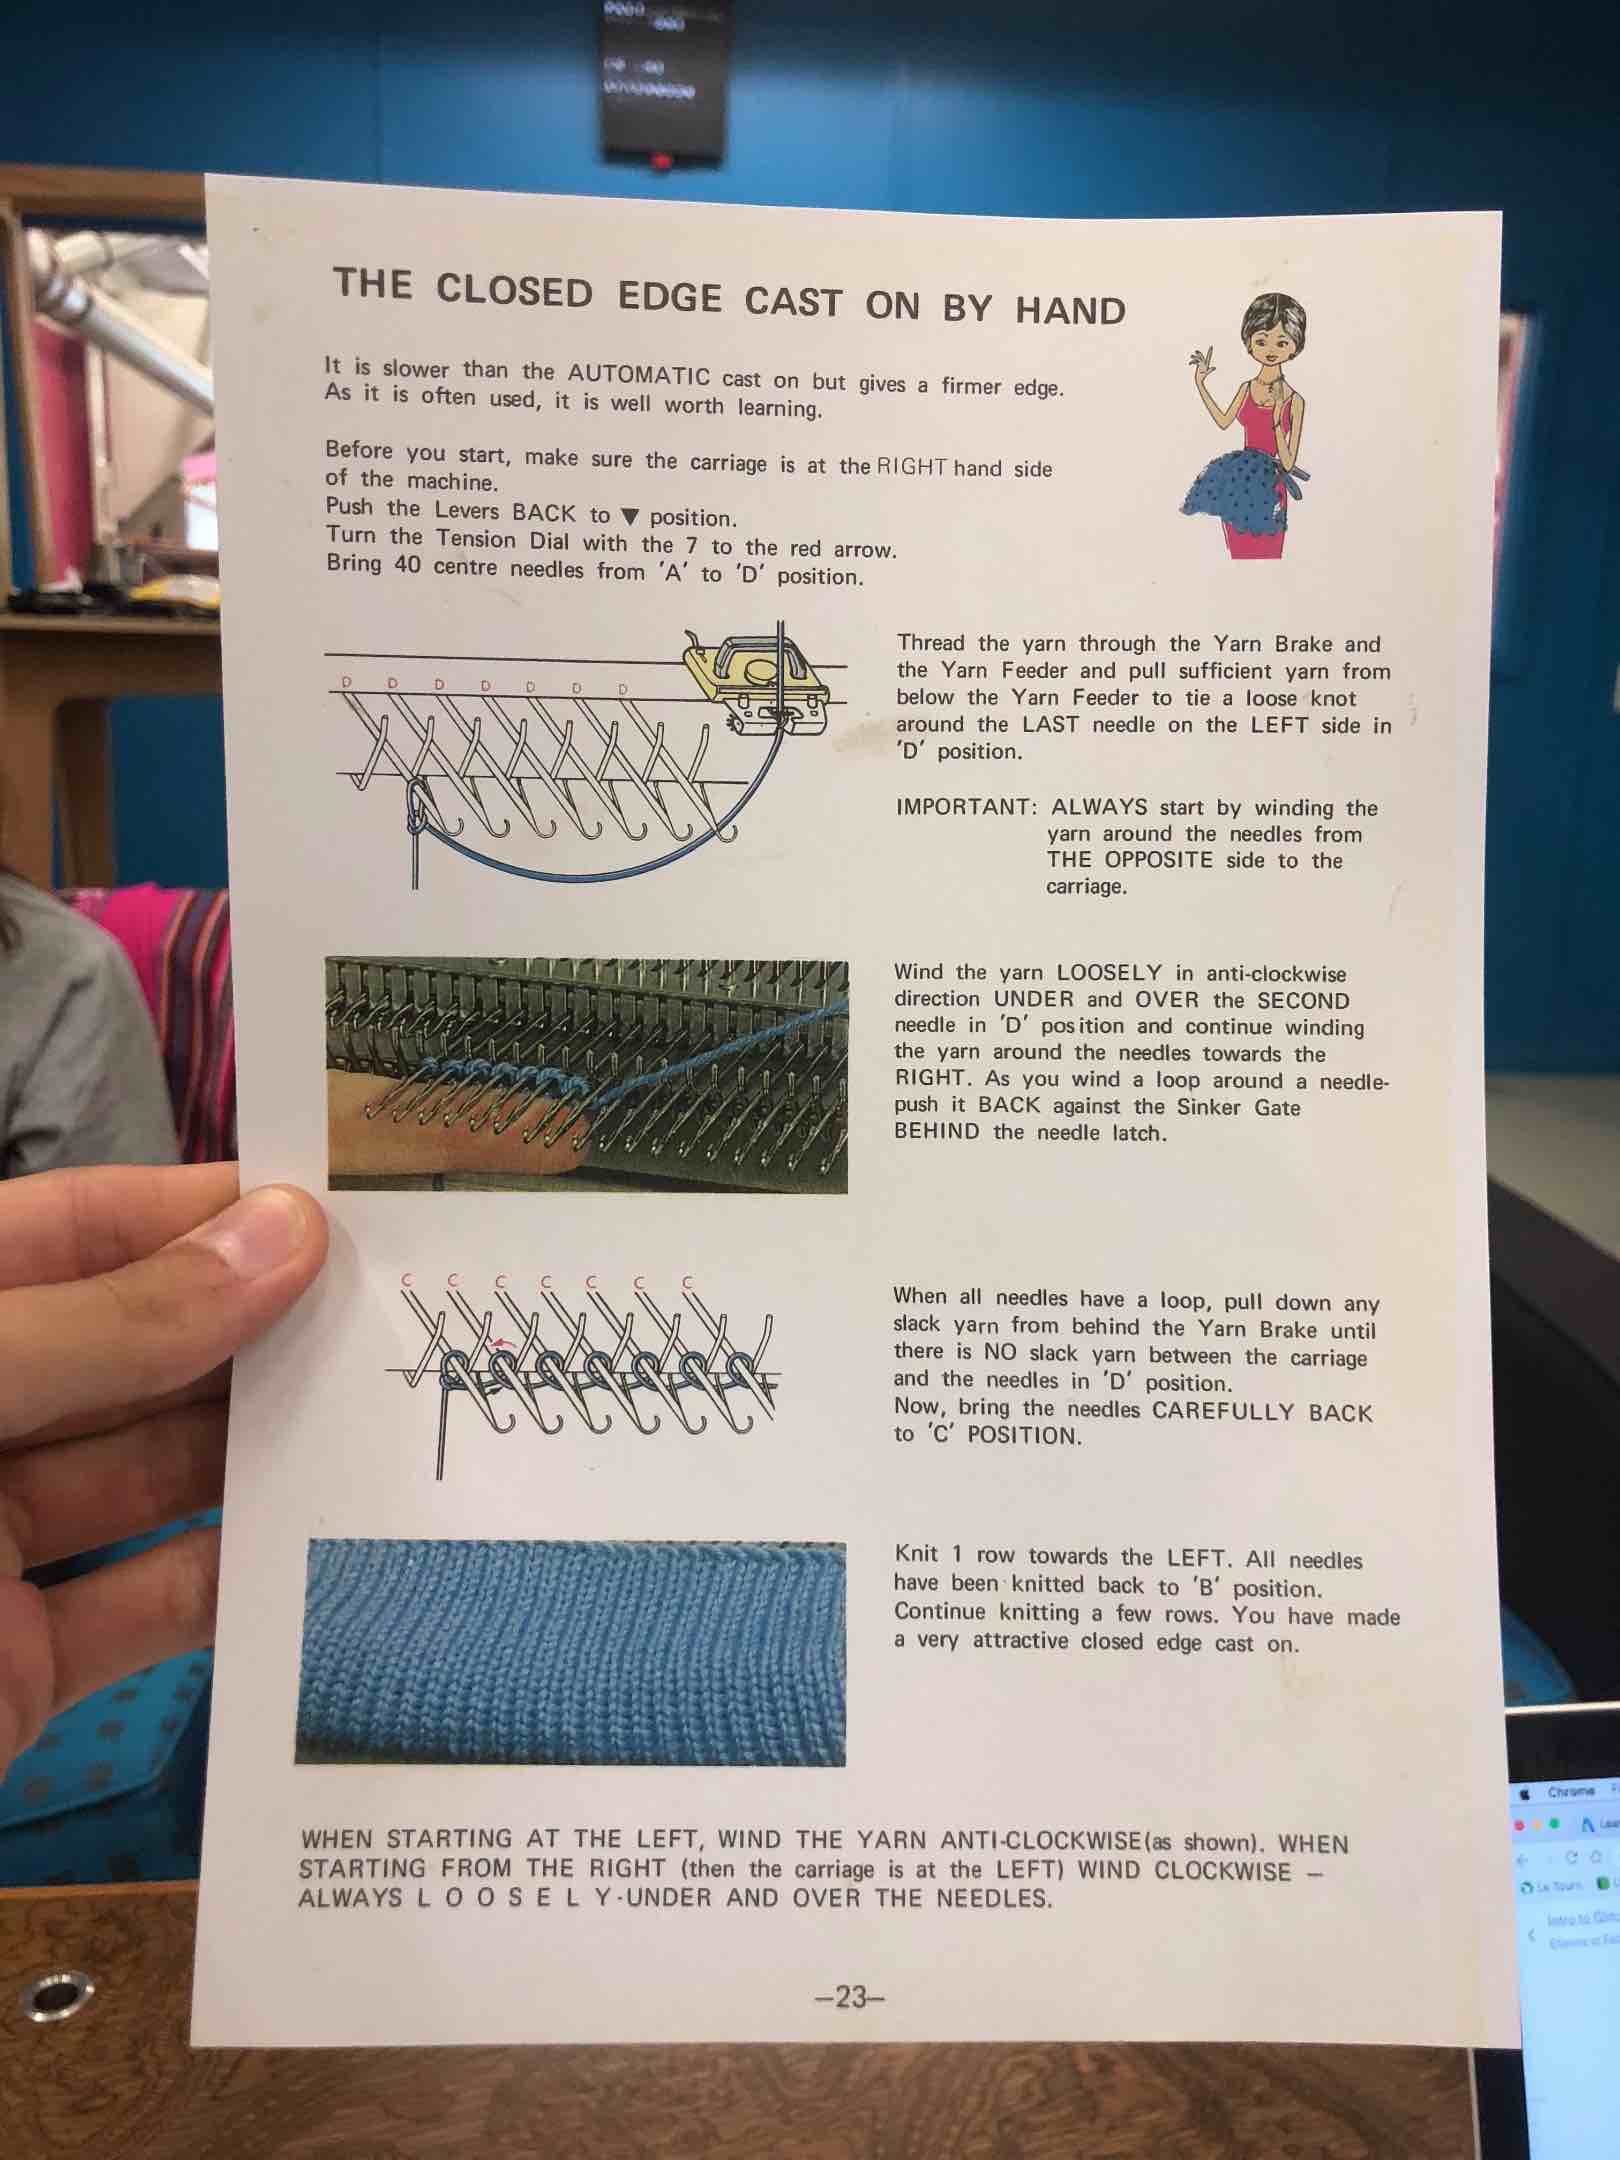 THE CLOSED EDGE CAST ON BY HAND
It is slower than the AUTOMATIC cast on but gives a firmer edge.
As it is often used, it is well worth learning.
Before you start, make sure the carriage is at the RIGHT hand side
of the machine.
Push the Levers BACK to ▼ position.
Turn the Tension Dial with the 7 to the red arrow.
Bring 40 centre needles from 'A' to 'D' position.
D D D D D D D
Thread the yarn through the Yarn Brake and
the Yarn Feeder and pull sufficient yarn from
below the Yarn Feeder to tie a loose knot
around the LAST needle on the LEFT side in
'D' position.
IMPORTANT: ALWAYS start by winding the
yarn around the needles from
THE OPPOSITE side to the
carriage.
Wind the yarn LOOSELY in anti-clockwise
direction UNDER and OVER the SECOND
needle in 'D' position and continue winding
the yarn around the needles towards the
RIGHT. As you wind a loop around a needle-
push it BACK against the Sinker Gate
BEHIND the needle latch.
C C C C C C C
When all needles have a loop, pull down any
slack yarn from behind the Yarn Brake until
there is NO slack yarn between the carriage
and the needles in 'D' position.
Now, bring the needles CAREFULLY BACK
to 'C' POSITION.
Knit 1 row towards the LEFT. All needles
have been knitted back to 'B' position.
Continue knitting a few rows. You have made
a very attractive closed edge cast on.
WHEN STARTING AT THE LEFT, WIND THE YARN ANTI-CLOCKWISE(as shown). WHEN
STARTING FROM THE RIGHT (then the carriage is at the LEFT) WIND CLOCKWISE —
ALWAYS L O O S E L Y-UNDER AND OVER THE NEEDLES.
—23—
Chrome
Intro to